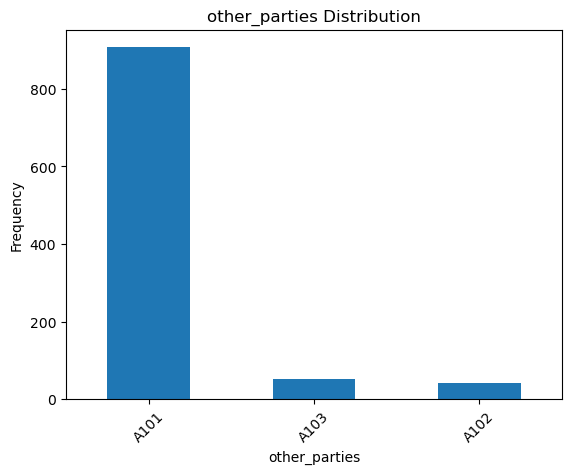 other_parties Distribution
Frequency
800
600
400
200
0
A101
A103
A102
other_parties